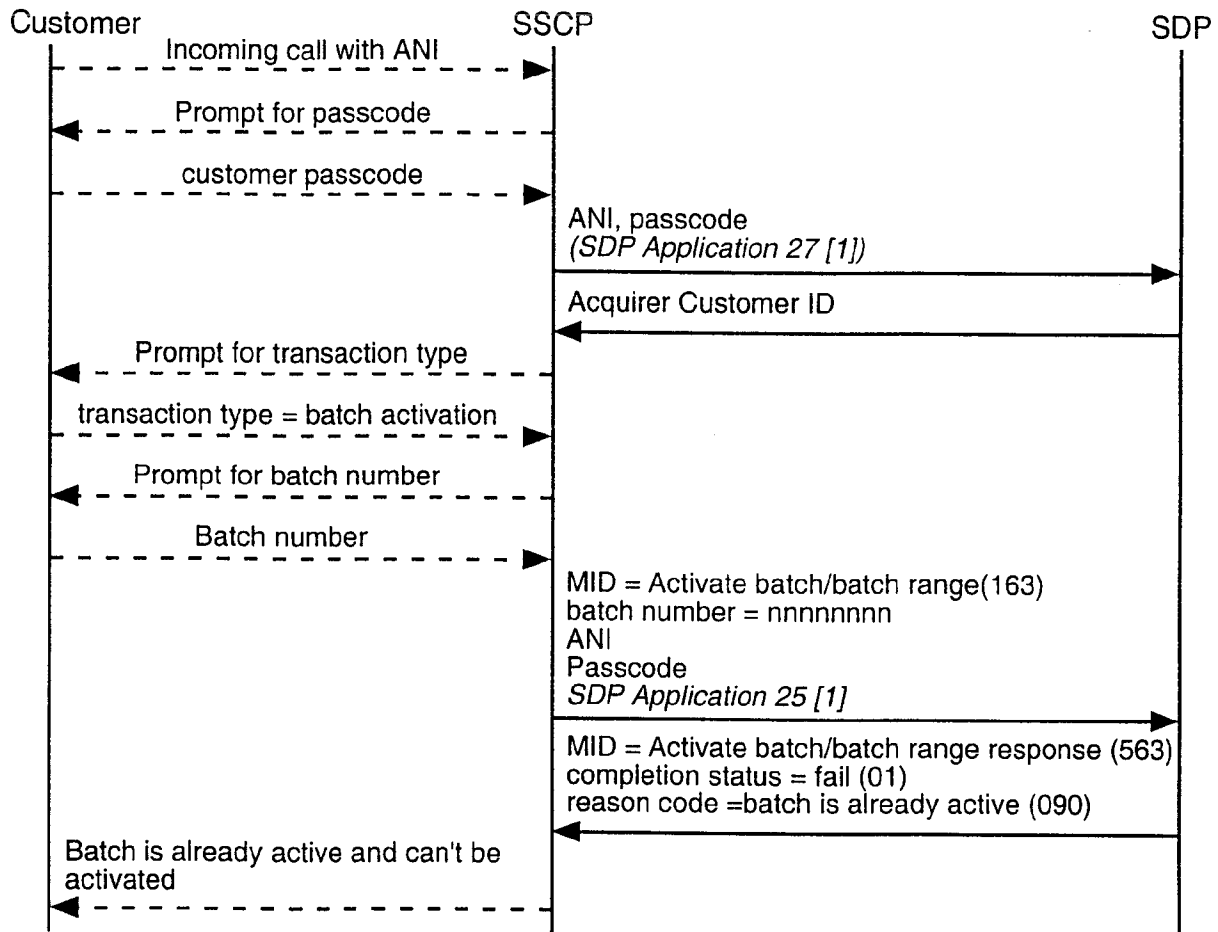 Customer
SSCP
SDP
Incoming call with ANI
Prompt for passcode
customer passcode
ANI, passcode
(SDP Application 27 [1])
Acquirer Customer ID
Prompt for transaction type
transaction type = batch activation
Prompt for batch number
Batch number
MID = Activate batch/batch range(163)
batch number = nnnnnnnnn
ANI
Passcode
SDP Application 25 [1]
MID = Activate batch/batch range response (563)
completion status = fail (01)
reason code =batch is already active (090)
Batch is already active and can't be
activated